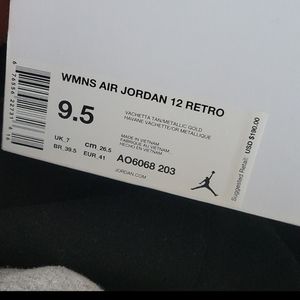 WMNS AIR JORDAN 12 RETRO
9.5
VACHETTA TAN/METALLIC GOLD
HAVANE VACHETTE/OR METALLIQUE
UK. 7
cm 26.5
BR. 39.5
EUR. 41
MADE IN VIETNAM
FABRIQUE AU VIETNAM
HECHO EN VIETNAM
AO6068 203
JORDAN.COM
Suggested Retail: USD $190.00